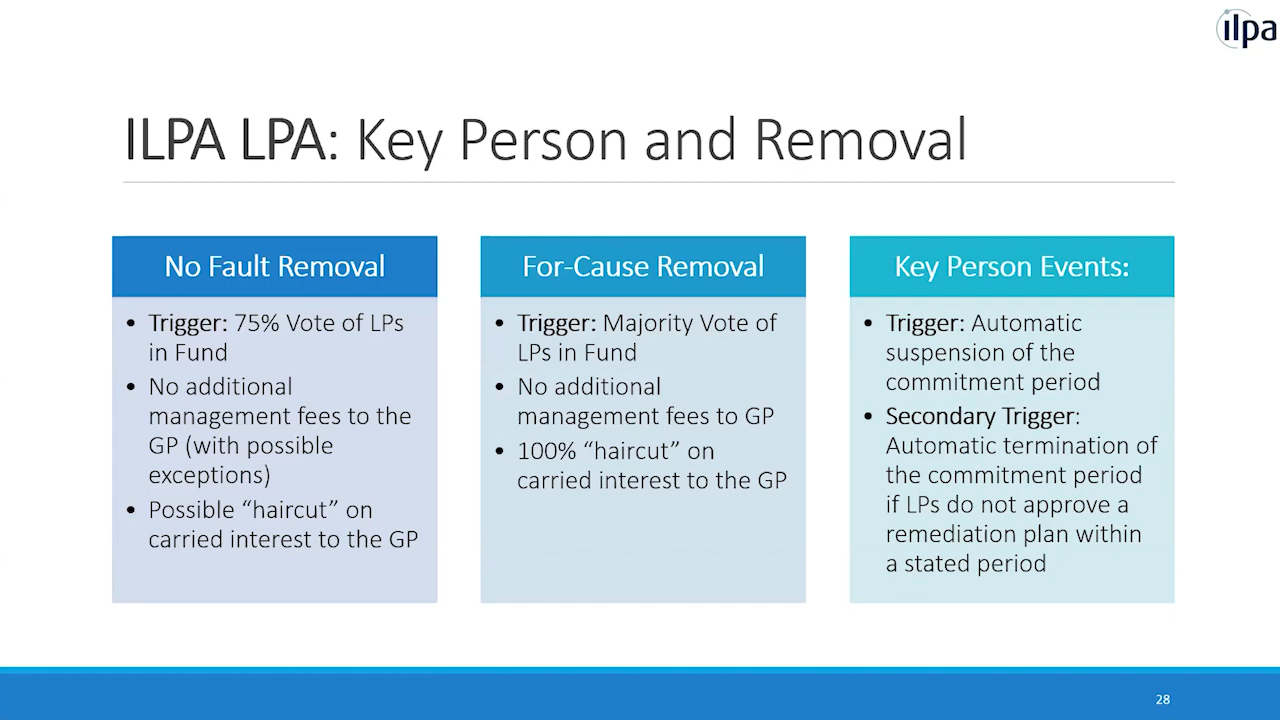 ilpa
ILPA LPA: Key Person and Removal
No Fault Removal
• Trigger: 75% Vote of LPs
in Fund
• No additional
management fees to the
GP (with possible
exceptions)
• Possible “haircut” on
carried interest to the GP
For-Cause Removal
• Trigger: Majority Vote of
LPs in Fund
• No additional
management fees to GP
• 100% “haircut” on
carried interest to the GP
Key Person Events:
• Trigger: Automatic
suspension of the
commitment period
• Secondary Trigger:
Automatic termination of
the commitment period
if LPs do not approve a
remediation plan within
a stated period
28